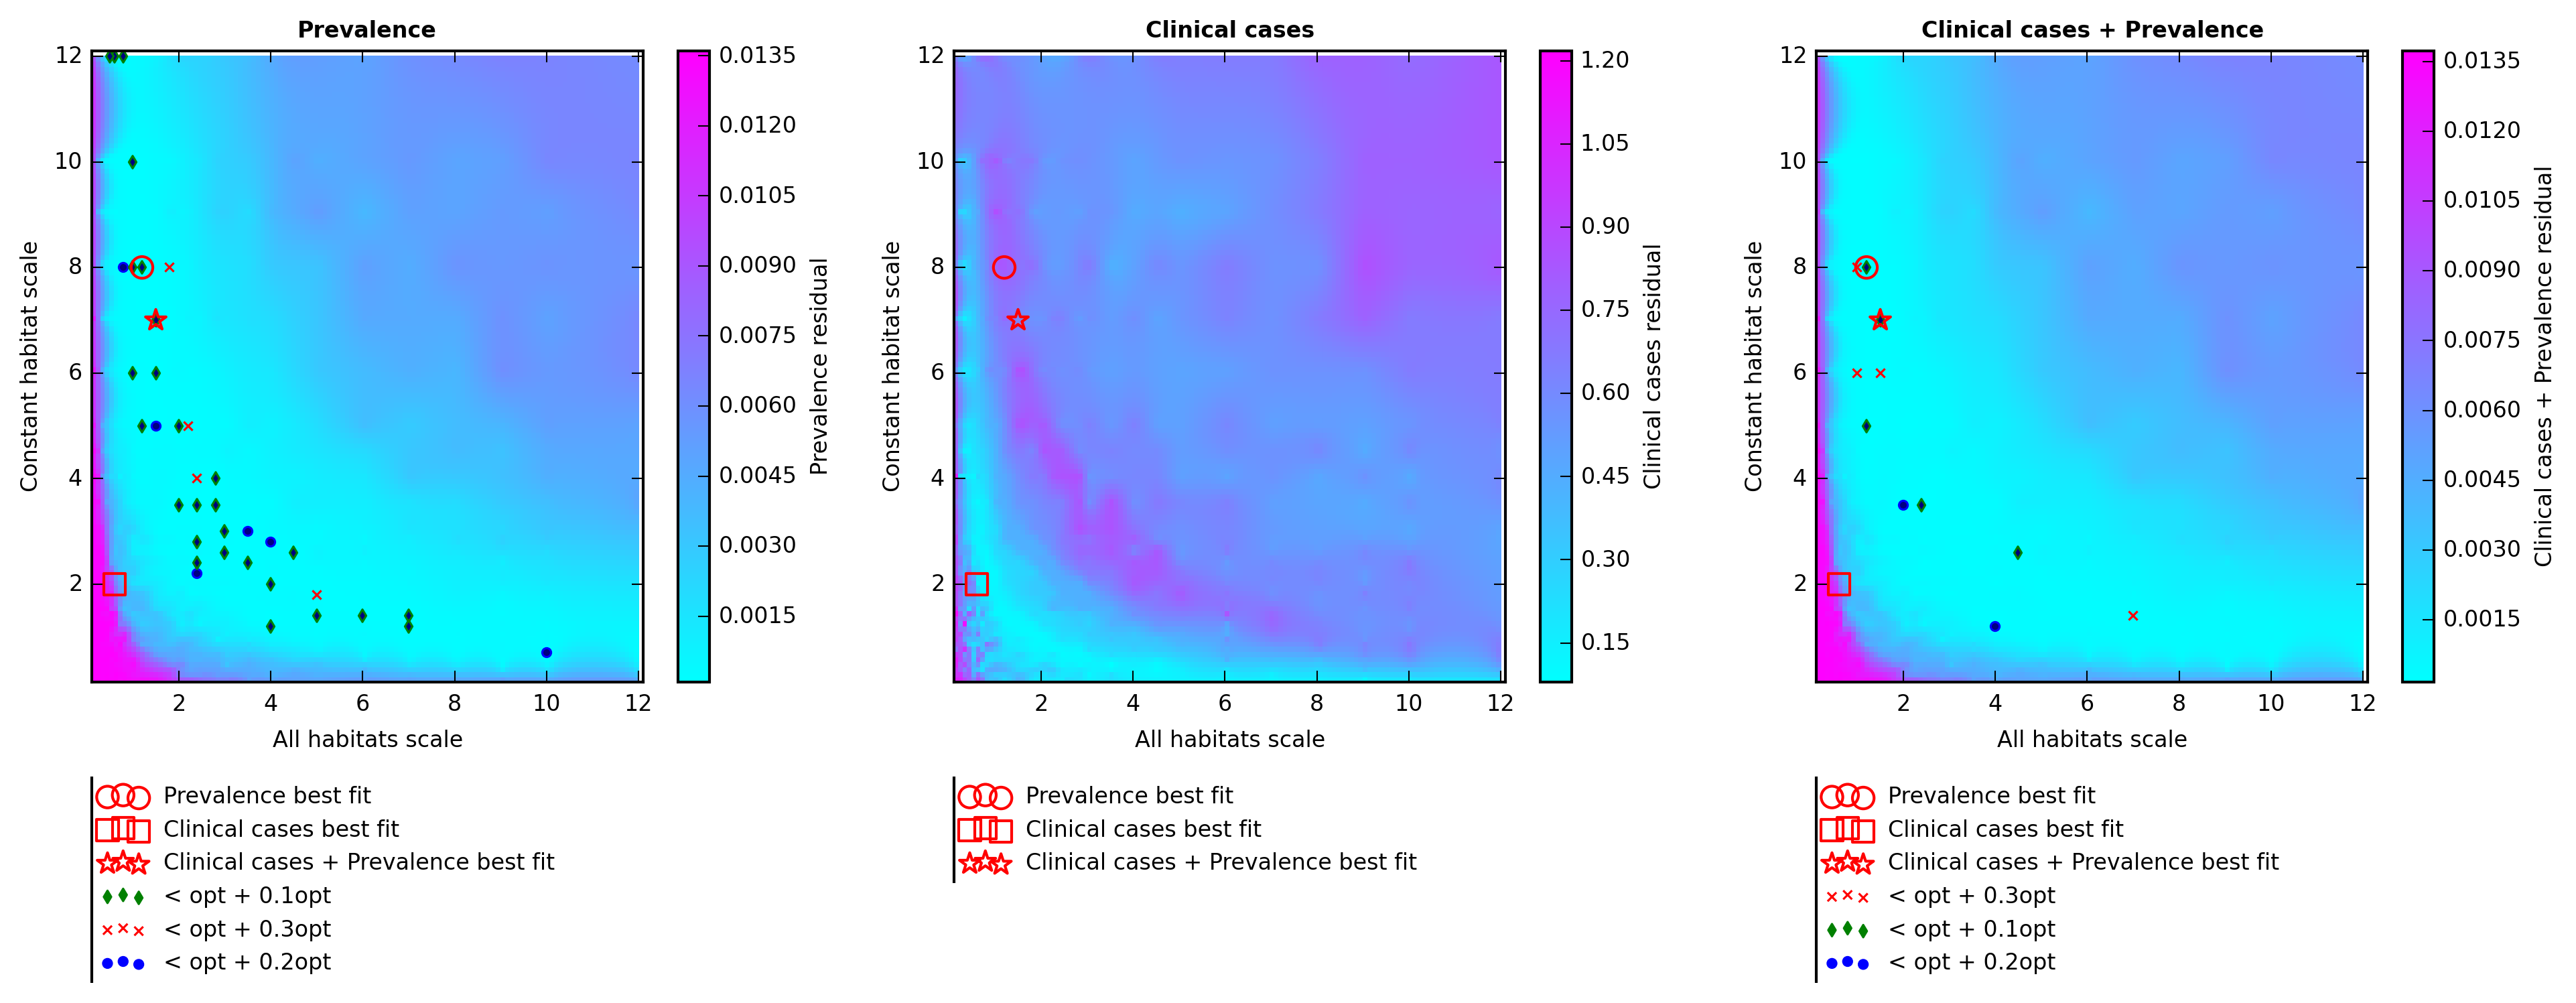 Prevalence
12
10
8
6
4
2
2 4 6 8 10 12
Constant habitat scale
All habitats scale
0.0135
0.0120
0.0105
0.0090
0.0075
0.0060
0.0045
0.0030
0.0015
Prevalence residual
Prevalence best fit
Clinical cases best fit
Clinical cases + Prevalence best fit
< opt + 0.1opt
< opt + 0.3opt
< opt + 0.2opt
Clinical cases
12
10
8
6
4
2
2 4 6 8 10 12
Constant habitat scale
All habitats scale
1.20
1.05
0.90
0.75
0.60
0.45
0.30
0.15
Clinical cases residual
Prevalence best fit
Clinical cases best fit
Clinical cases + Prevalence best fit
Clinical cases + Prevalence
12
10
8
6
4
2
2 4 6 8 10 12
Constant habitat scale
All habitats scale
0.0135
0.0120
0.0105
0.0090
0.0075
0.0060
0.0045
0.0030
0.0015
Clinical cases + Prevalence residual
Prevalence best fit
Clinical cases best fit
Clinical cases + Prevalence best fit
< opt + 0.3opt
< opt + 0.1opt
< opt + 0.2opt